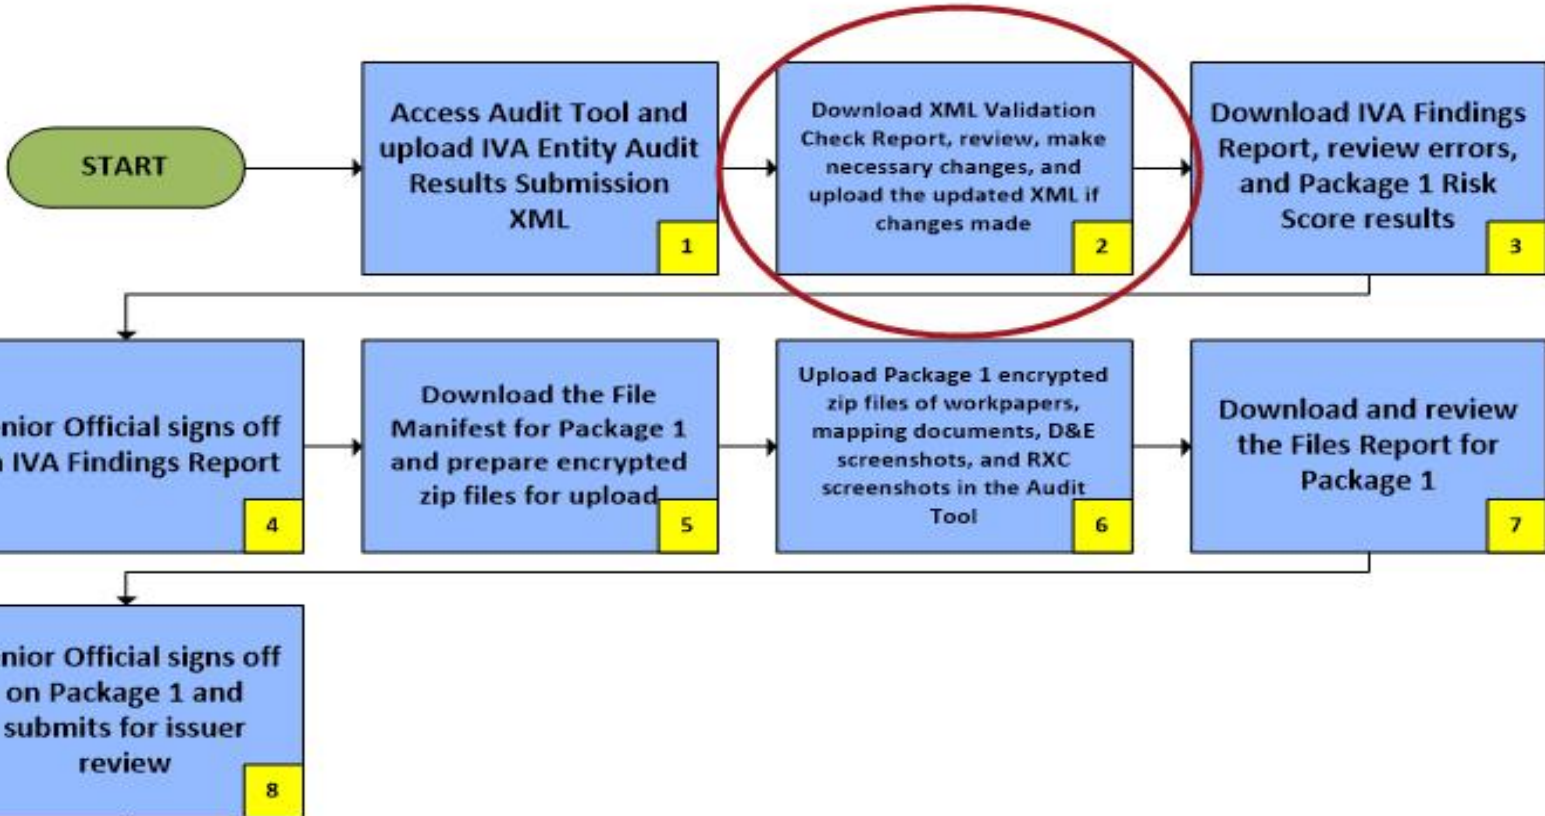 START
Access Audit Tool and
upload IVA Entity Audit
Results Submission
XML
1
Download XML Validation
Check Report, review, make
necessary changes, and
upload the updated XML if
changes made
2
Download IVA Findings
Report, review errors,
and Package 1 Risk
Score results
3
nior Official signs off
IVA Findings Report
4
Download the File
Manifest for Package 1
and prepare encrypted
zip files for upload
5
Upload Package 1 encrypted
zip files of workpapers,
mapping documents, D&E
screenshots, and RXC
screenshots in the Audit
Tool
6
Download and review
the Files Report for
Package 1
7
nior Official signs off
on Package 1 and
submits for issuer
review
8